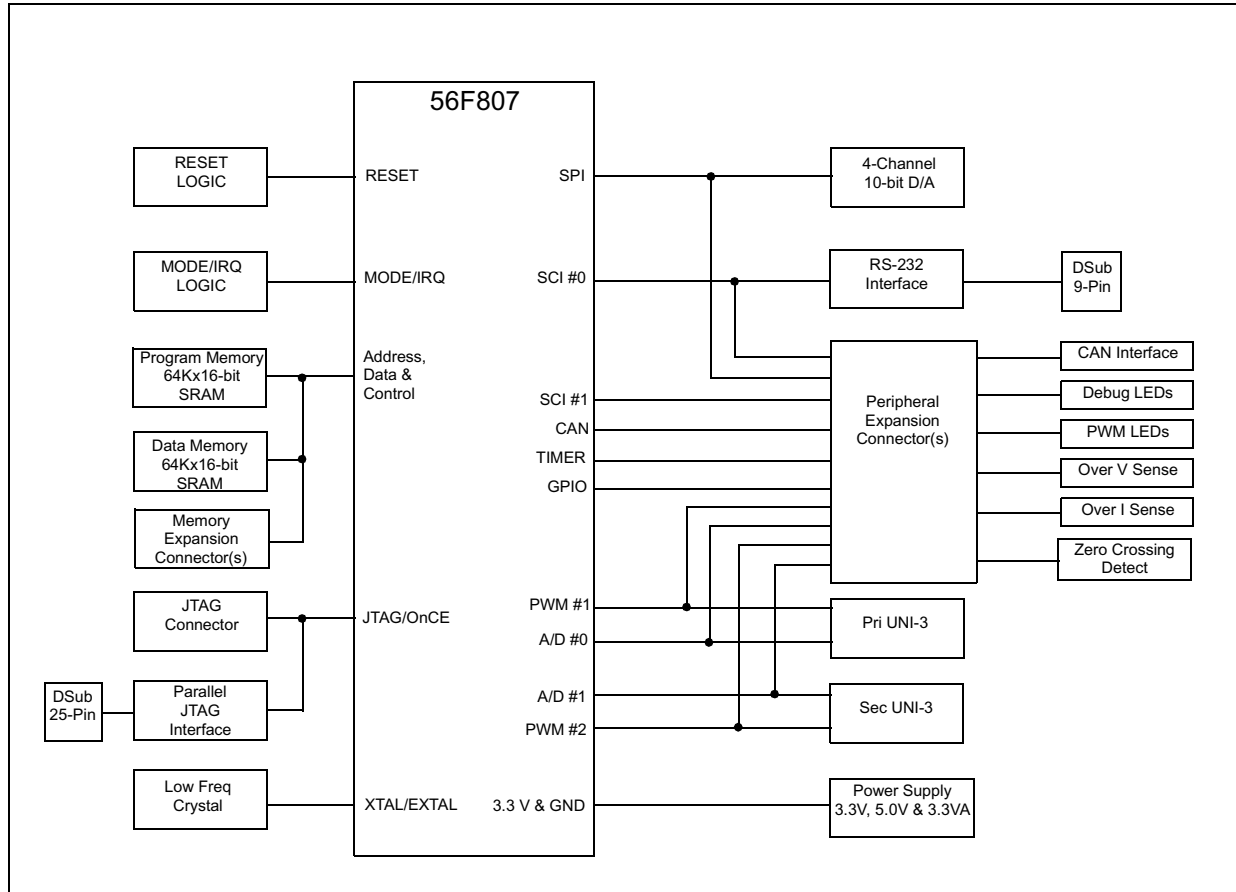 56F807
RESET
LOGIC
RESET
SPI
4-Channel
10-bit D/A
MODE/IRQ
LOGIC
MODE/IRQ
SCI #0
RS-232
Interface
DSub
9-Pin
Program Memory
64Kx16-bit
SRAM
Address,
Data &
Control
Data Memory
64Kx16-bit
SRAM
Memory
Expansion
Connector(s)
SCI #1
CAN
TIMER
GPIO
Peripheral
Expansion
Connector(s)
CAN Interface
Debug LEDs
PWM LEDs
Over V Sense
Over I Sense
Zero Crossing
Detect
JTAG
Connector
JTAG/OnCE
PWM #1
A/D #0
Pri UNI-3
DSub
25-Pin
Parallel
JTAG
Interface
A/D #1
PWM #2
Sec UNI-3
Low Freq
Crystal
XTAL/EXTAL
3.3 V & GND
Power Supply
3.3V, 5.0V & 3.3VA